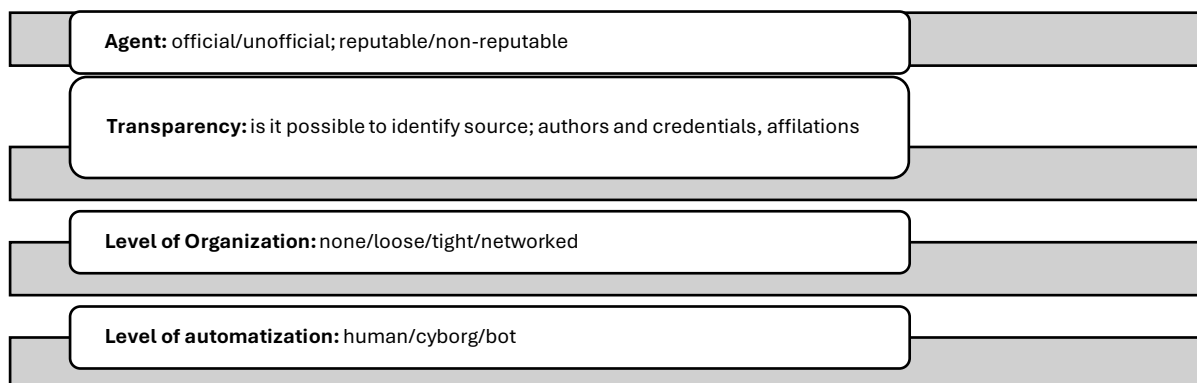 Agent: official/unofficial; reputable/non-reputable
Transparency: is it possible to identify source; authors and credentials, affilations
Level of Organization: none/loose/tight/networked
Level of automatization: human/cyborg/bot